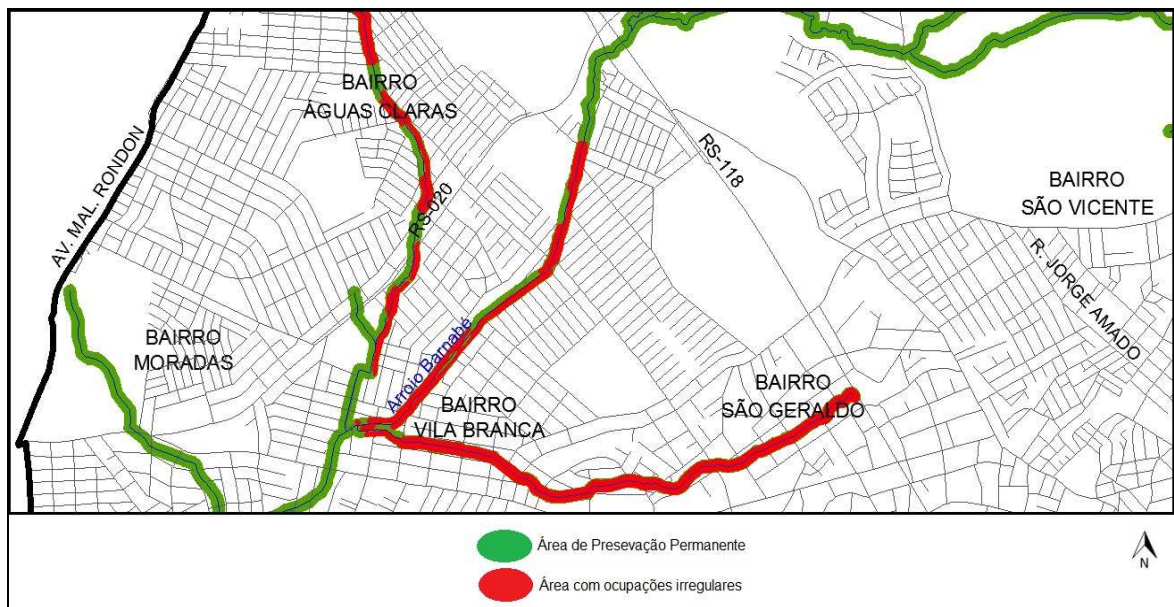 BAIRRO
ÁGUAS CLARAS
AV. MAL. RONDON
RS-020
RS-118
BAIRRO
SÃO VICENTE
R. JORGE AMADO
BAIRRO
MORADAS
Arroio Barnabé
BAIRRO
VILA BRANCA
BAIRRO
SÃO GERALDO
Área de Presevação Permanente
Área com ocupações irregulares
N